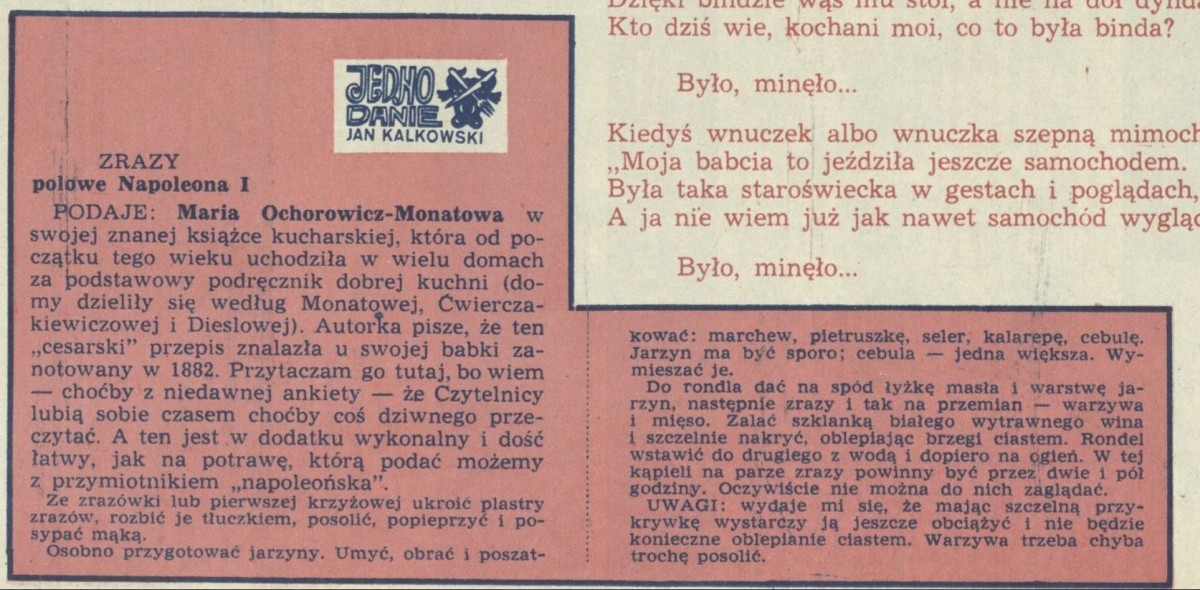 JEDNO
DANIE
JAN KALKOWSKI
ZRAZY
polowe Napoleona I
PODAJE: Maria Ochorowicz-Monatowa w
swojej znanej książce kucharskiej, która od po-
czątku tego wieku uchodziła w wielu domach
za podstawowy podręcznik dobrej kuchni (do-
my dzieliły się według Monatowej, Ćwiercza-
kiewiczowej i Dieslowej). Autorka pisze, że ten
„cesarski” przepis znalazła u swojej babki za-
notowany w 1882. Przytaczam go tutaj, bo wiem
— choćby z niedawnej ankiety — że Czytelnicy
lubią sobie czasem choćby coś dziwnego prze-
czytać. A ten jest w dodatku wykonalny i dość
łatwy, jak na potrawę, którą podać możemy
z przymiotnikiem „napoleońska”.
Ze zrazówki lub pierwszej krzyżowej ukroić plastry
zrazów, rozbić je tłuczkiem, posolić, popieprzyć i po-
sypać mąką.
Osobno przygotować jarzyny. Umyć, obrać i poszat-
kować: marchew, pietruszkę, seler, kalarepę, cebulę.
Jarzyn ma być sporo; cebula — jedna większa. Wy-
mieszać je.
Do rondla dać na spód łyżkę masła i warstwę ja-
rzyn, następnie zrazy i tak na przemian — warzywa
i mięso. Zalać szklanką białego wytrawnego wina
i szczelnie nakryć, oblepiając brzegi ciastem. Rondel
wstawić do drugiego z wodą i dopiero na ogień. W tej
kąpieli na parze zrazy powinny być przez dwie i pół
godziny. Oczywiście nie można do nich zaglądać.
UWAGI: wydaje mi się, że mając szczelną przy-
krywkę wystarczy ją jeszcze obciążyć i nie będzie
konieczne oblepianie ciastem. Warzywa trzeba chyba
trochę posolić.
Dzięki bindzie wąs mu stoi, a nie na dół dynda
Kto dziś wie, kochani moi, co to była binda?
Było, minęło...
Kiedyś wnuczek albo wnuczka szepną mimoch
„Moja babcia to jeździła jeszcze samochodem.
Była taka staroświecka w gestach i poglądach,
A ja nie wiem już jak nawet samochód wyglą
Było, minęło...